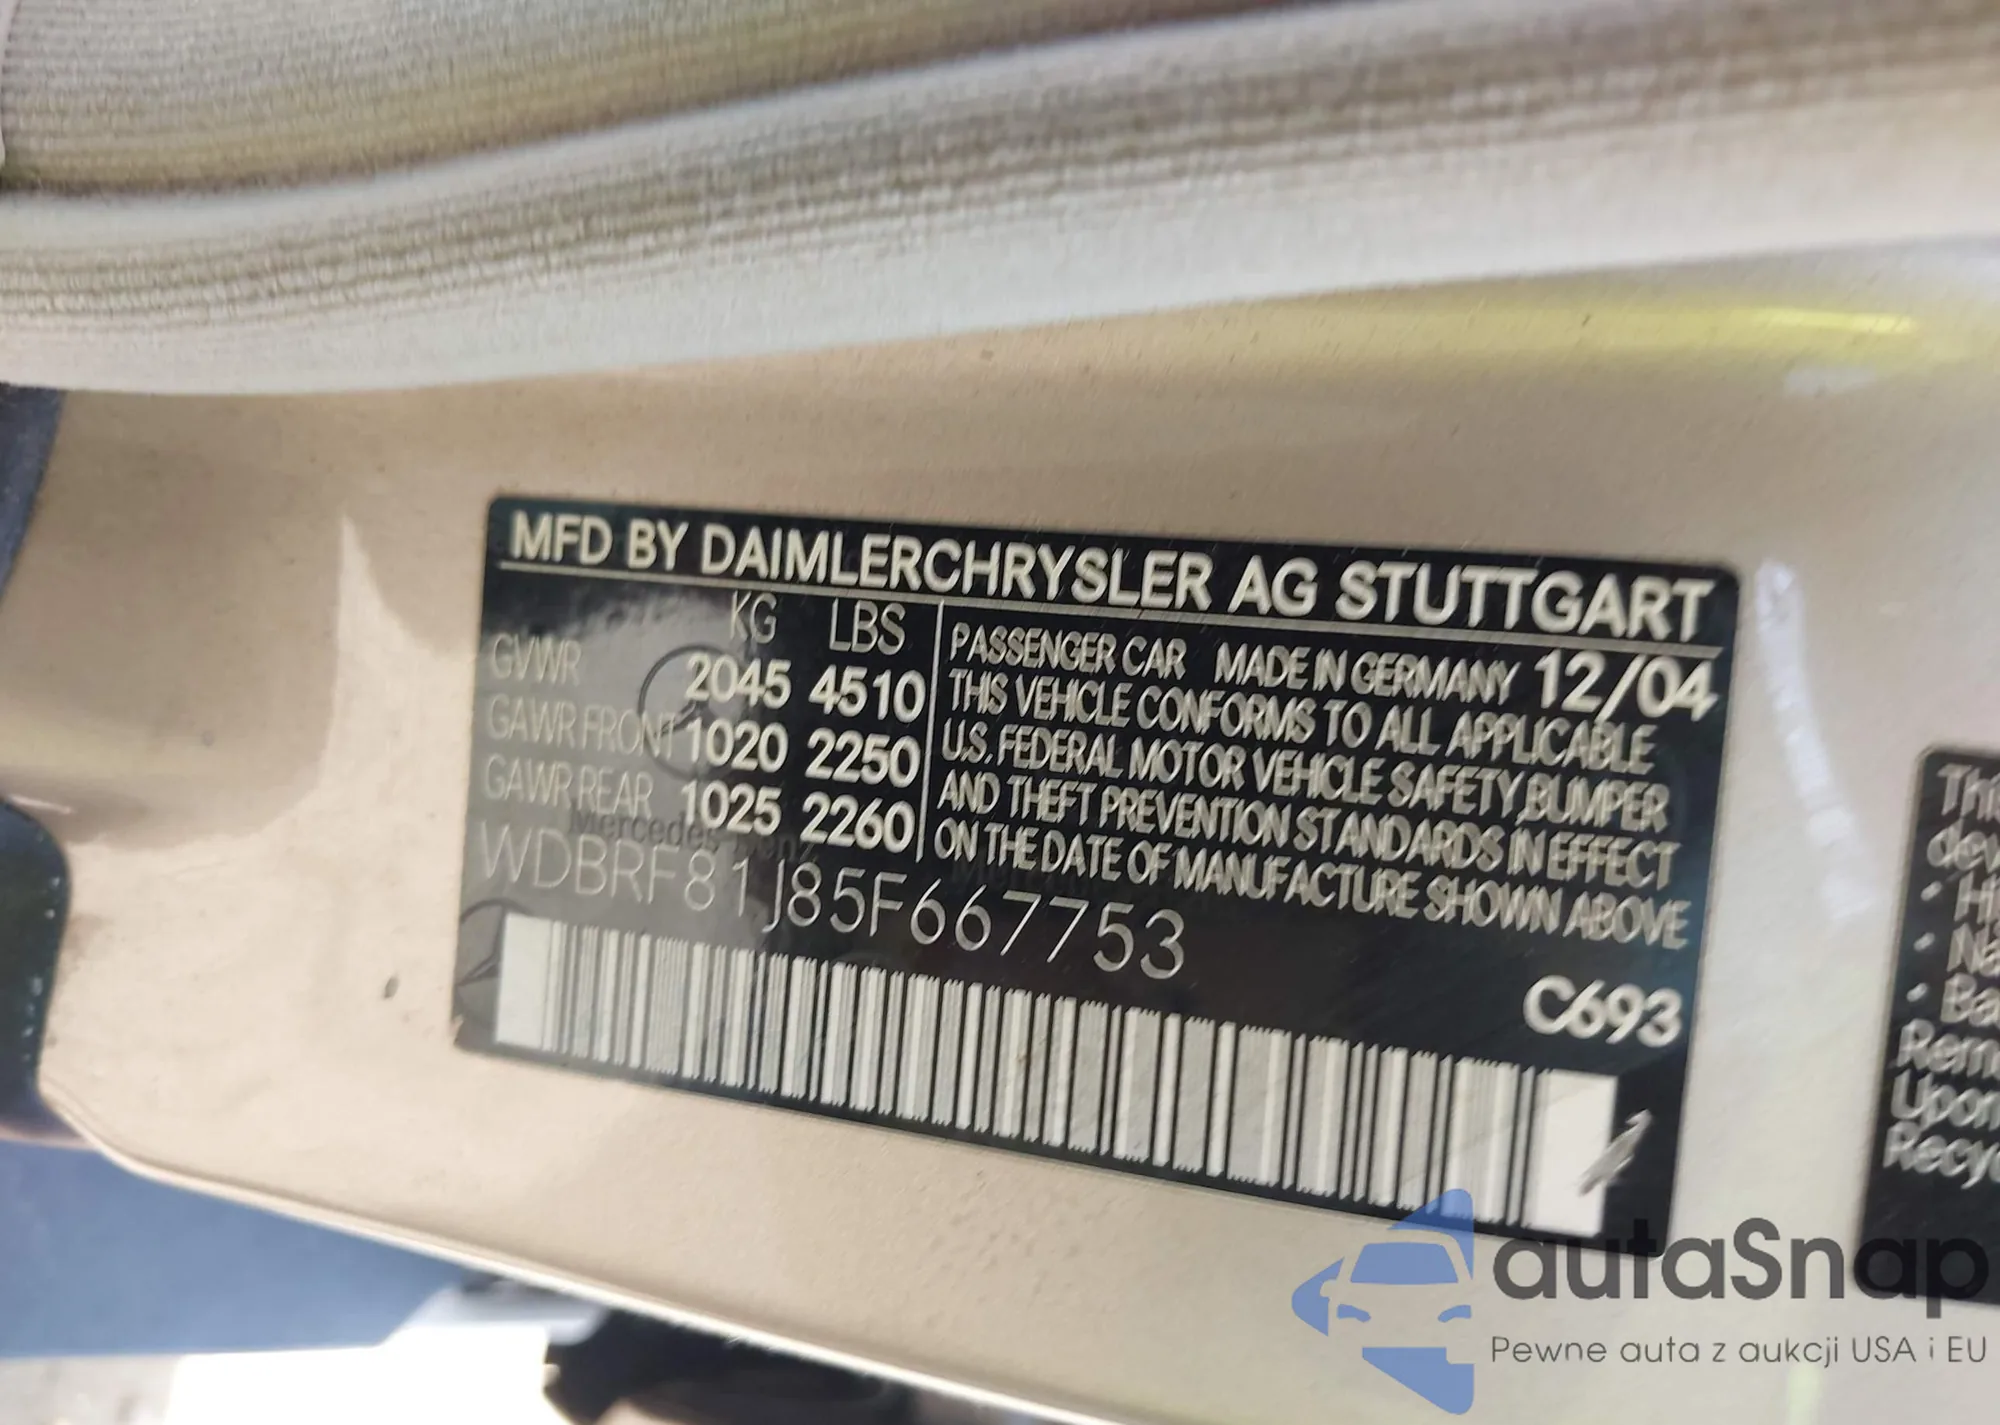 MFD BY DAIMLERCHRYSLER AG STUTTGART
KG LBS
GVWR 2045 4510
GAWR FRONT 1020 2250
GAWR REAR 1025 2260
PASSENGER CAR MADE IN GERMANY 12/04
THIS VEHICLE CONFORMS TO ALL APPLICABLE
U.S. FEDERAL MOTOR VEHICLE SAFETY,BUMPER
AND THEFT PREVENTION STANDARDS IN EFFECT
ON THE DATE OF MANUFACTURE SHOWN ABOVE
Mercedes-Benz
WDBRF81J85F667753
C693
autaSnap
Pewne auta z aukcji USA i EU